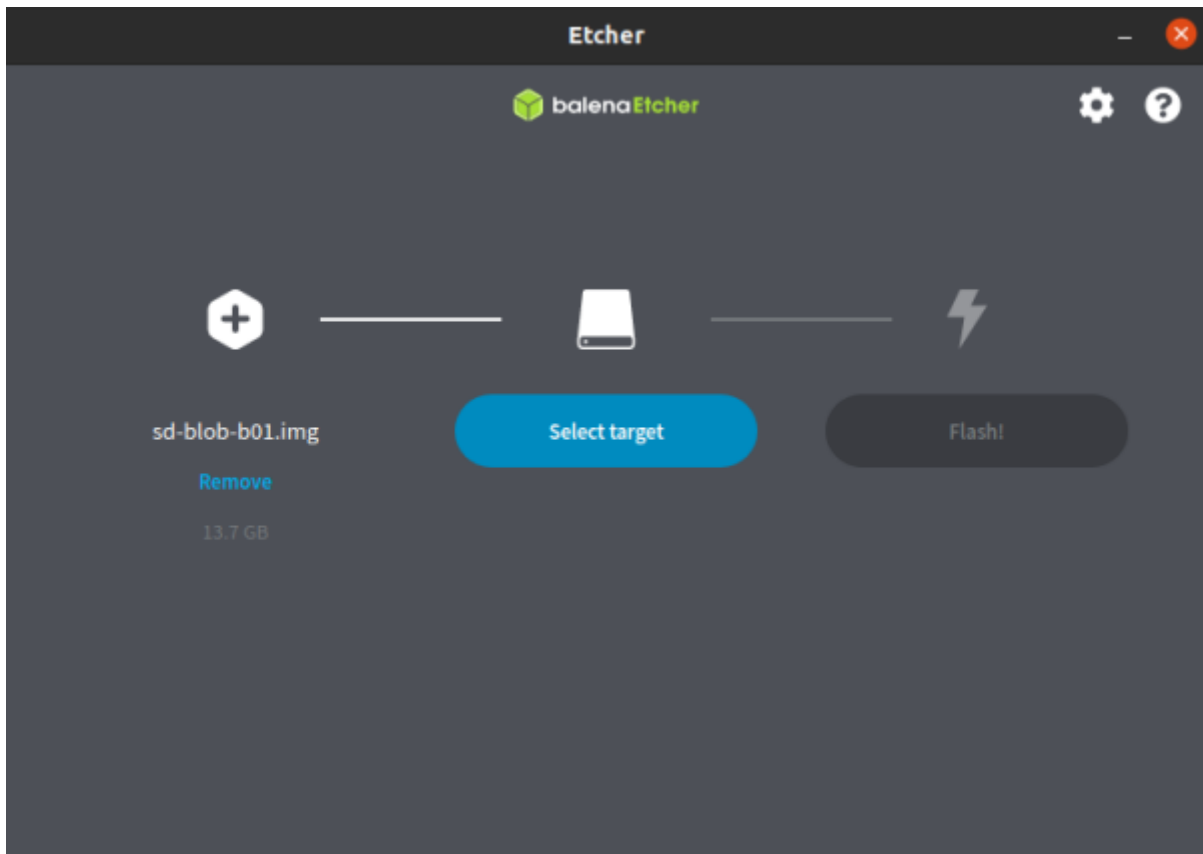 Etcher
balenaEtcher
sd-blob-b01.img
Select target
Flash!
Remove
13.7 GB